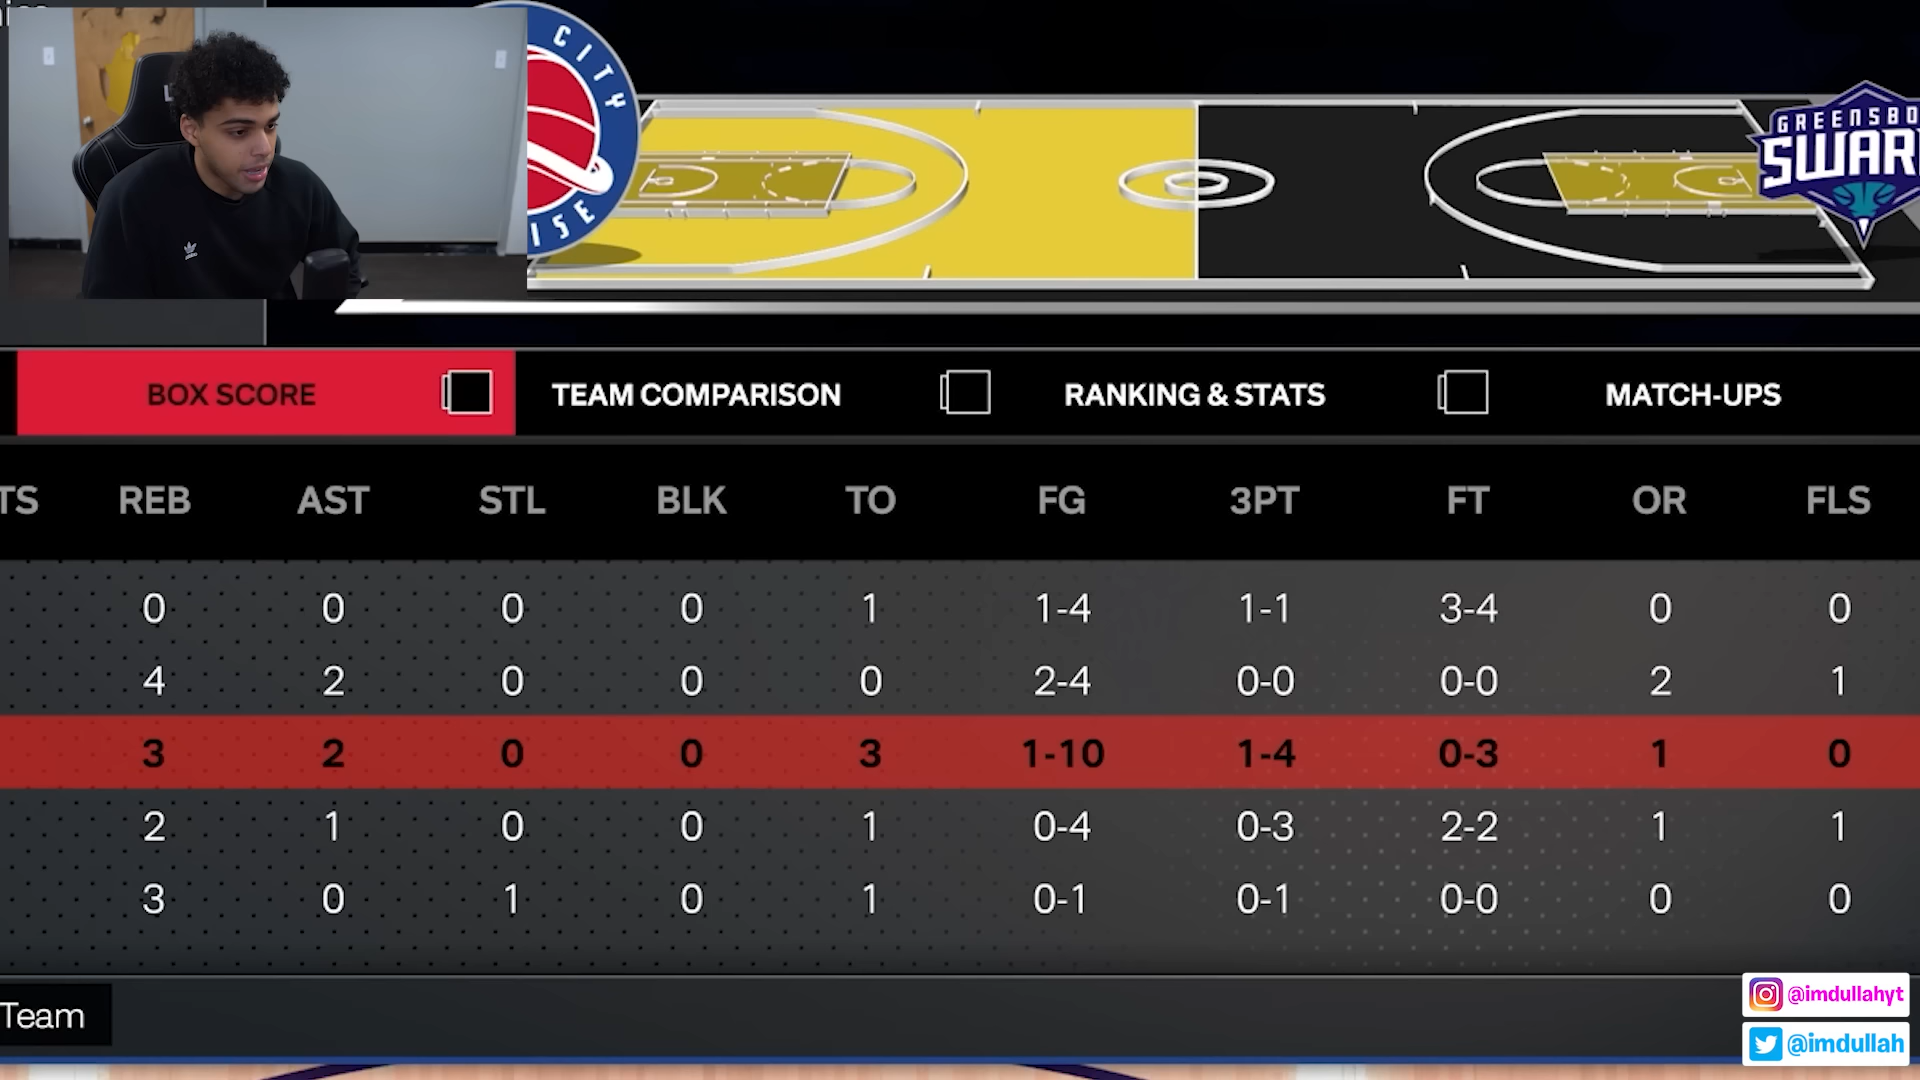 CITY
ISE
GREENSBO
SWAR
BOX SCORE
TEAM COMPARISON
RANKING & STATS
MATCH-UPS
TS REB AST STL BLK TO FG 3PT FT OR FLS
0 0 0 0 1 1-4 1-1 3-4 0 0
4 2 0 0 0 2-4 0-0 0-0 2 1
3 2 0 0 3 1-10 1-4 0-3 1 0
2 1 0 0 1 0-4 0-3 2-2 1 1
3 0 1 0 1 0-1 0-1 0-0 0 0
Team
@imdullahyt
@imdullah